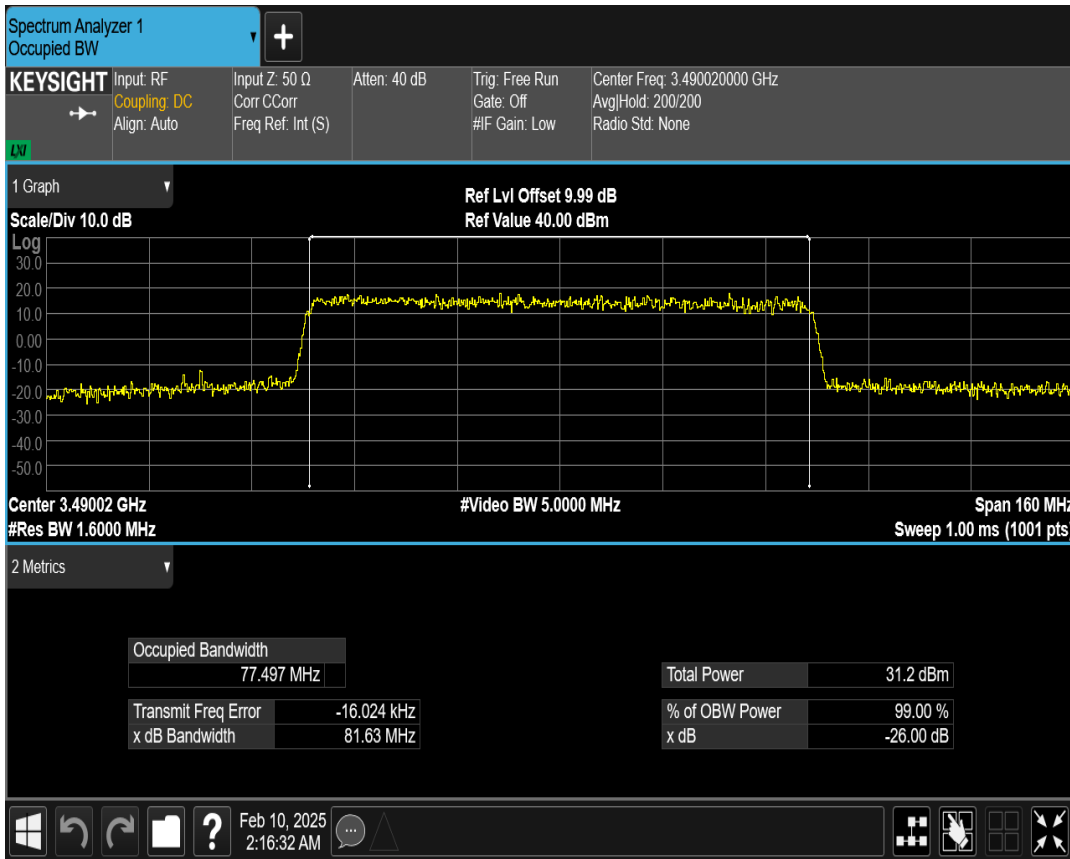 Spectrum Analyzer 1
Occupied BW
+
KEYSIGHT
LXI
Input: RF
Coupling: DC
Align: Auto
Input Z: 50 Ω
Corr CCorr
Freq Ref: Int (S)
Atten: 40 dB
Trig: Free Run
Gate: Off
#IF Gain: Low
Center Freq: 3.490020000 GHz
Avg|Hold: 200/200
Radio Std: None
1 Graph
Scale/Div 10.0 dB
Ref Lvl Offset 9.99 dB
Ref Value 40.00 dBm
Log
30.0
20.0
10.0
0.00
-10.0
-20.0
-30.0
-40.0
-50.0
Center 3.49002 GHz
#Video BW 5.0000 MHz
Span 160 MHz
#Res BW 1.6000 MHz
Sweep 1.00 ms (1001 pts)
2 Metrics
Occupied Bandwidth
77.497 MHz
Total Power 31.2 dBm
Transmit Freq Error -16.024 kHz
% of OBW Power 99.00 %
x dB Bandwidth 81.63 MHz
x dB -26.00 dB
?
Feb 10, 2025
2:16:32 AM